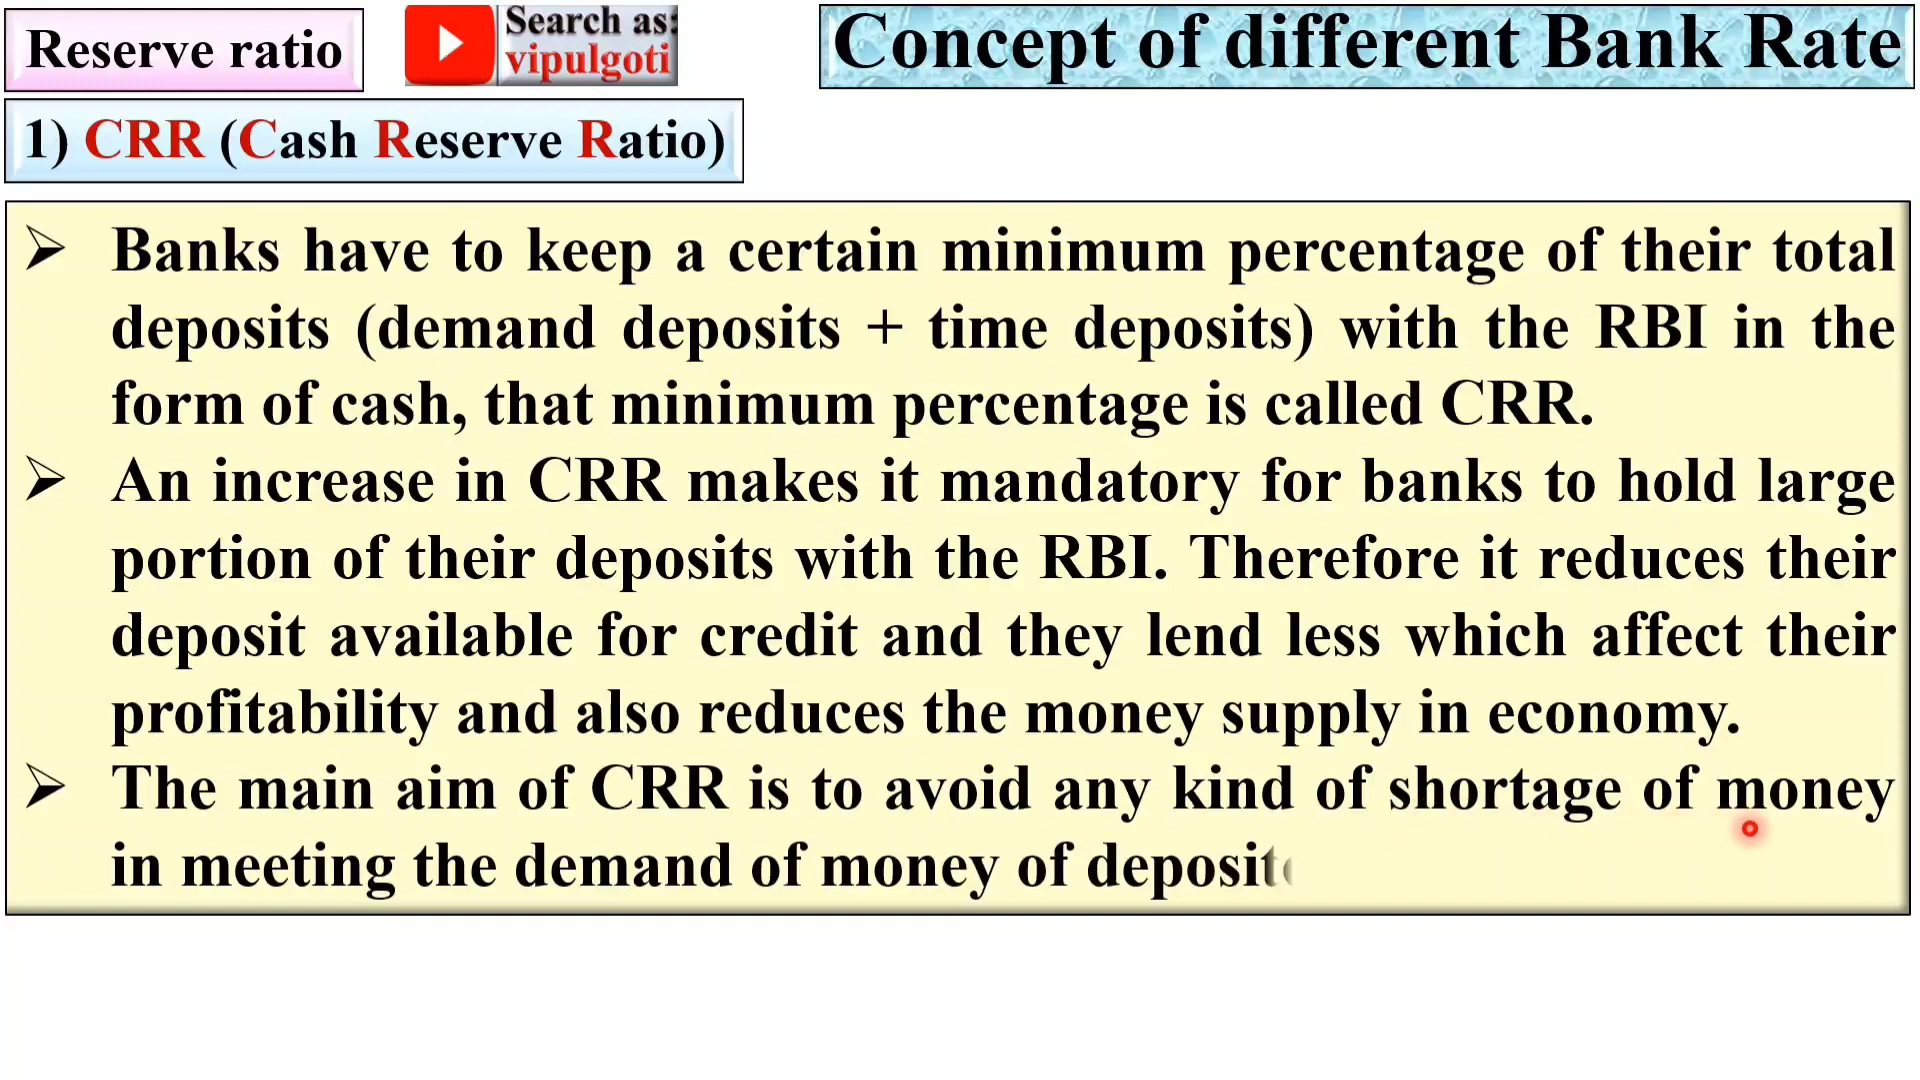 Reserve ratio
Search as:
vipulgoti
Concept of different Bank Rate
1) CRR (Cash Reserve Ratio)
➢ Banks have to keep a certain minimum percentage of their total
deposits (demand deposits + time deposits) with the RBI in the
form of cash, that minimum percentage is called CRR.
➢ An increase in CRR makes it mandatory for banks to hold large
portion of their deposits with the RBI. Therefore it reduces their
deposit available for credit and they lend less which affect their
profitability and also reduces the money supply in economy.
➢ The main aim of CRR is to avoid any kind of shortage of money
in meeting the demand of money of